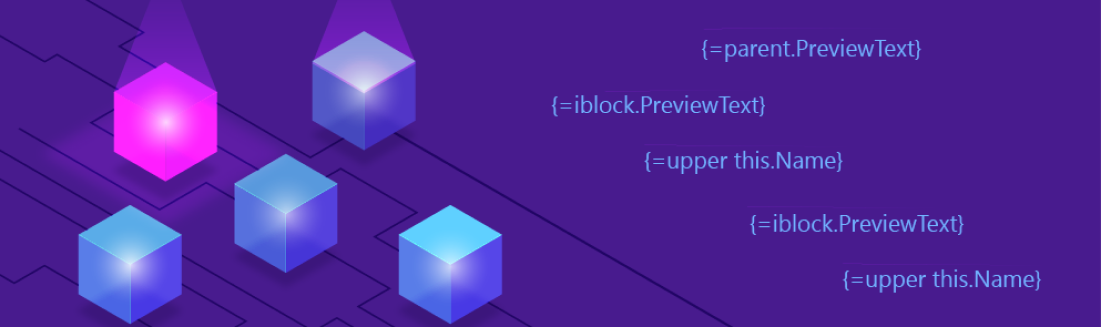 {=parent.PreviewText}
{=iblock.PreviewText}
{=upper this.Name}
{=iblock.PreviewText}
{=upper this.Name}